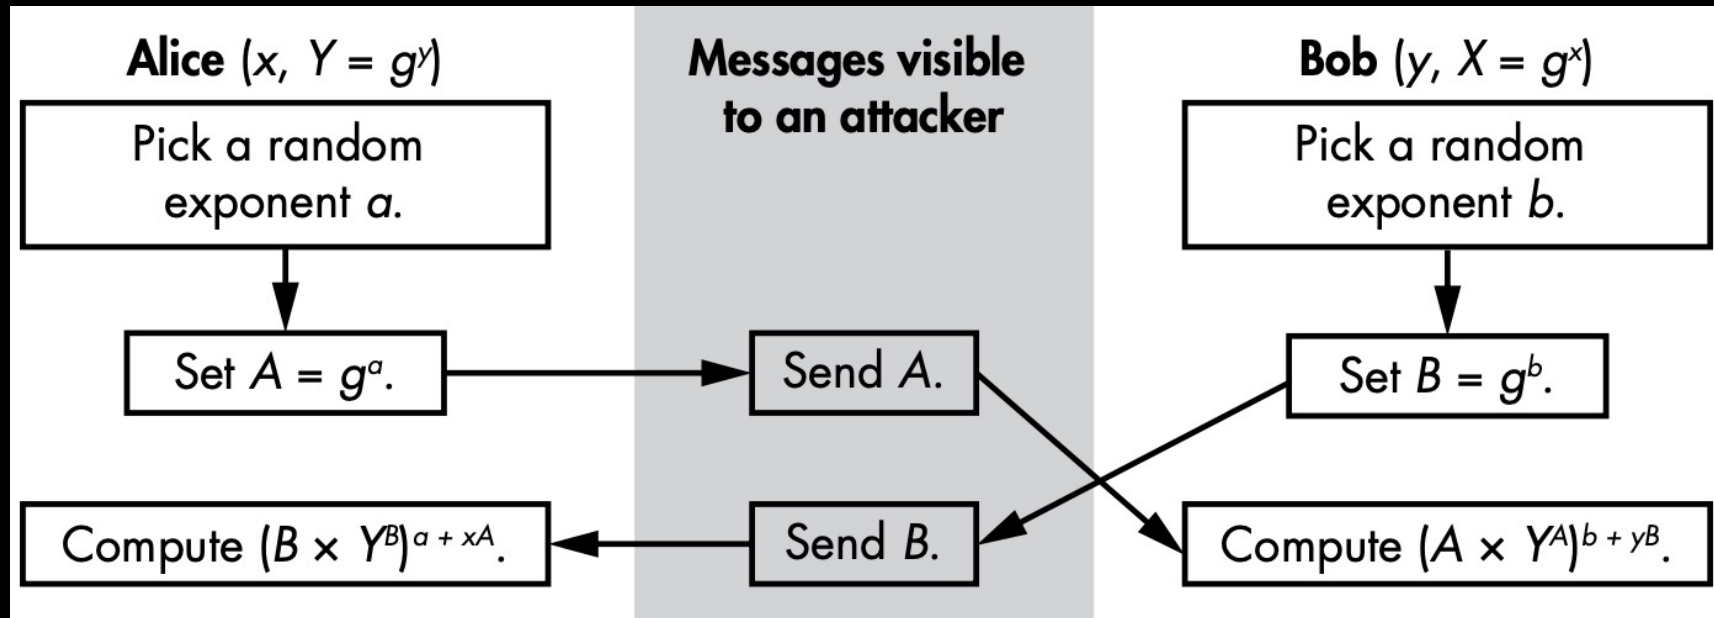 Alice (x, Y = g^y)
Messages visible
to an attacker
Bob (y, X = g^x)
Pick a random
exponent a.
Pick a random
exponent b.
Set A = g^a.
Send A.
Set B = g^b.
Compute (B × Y^B)^{a + xA}.
Send B.
Compute (A × Y^A)^{b + yB}.